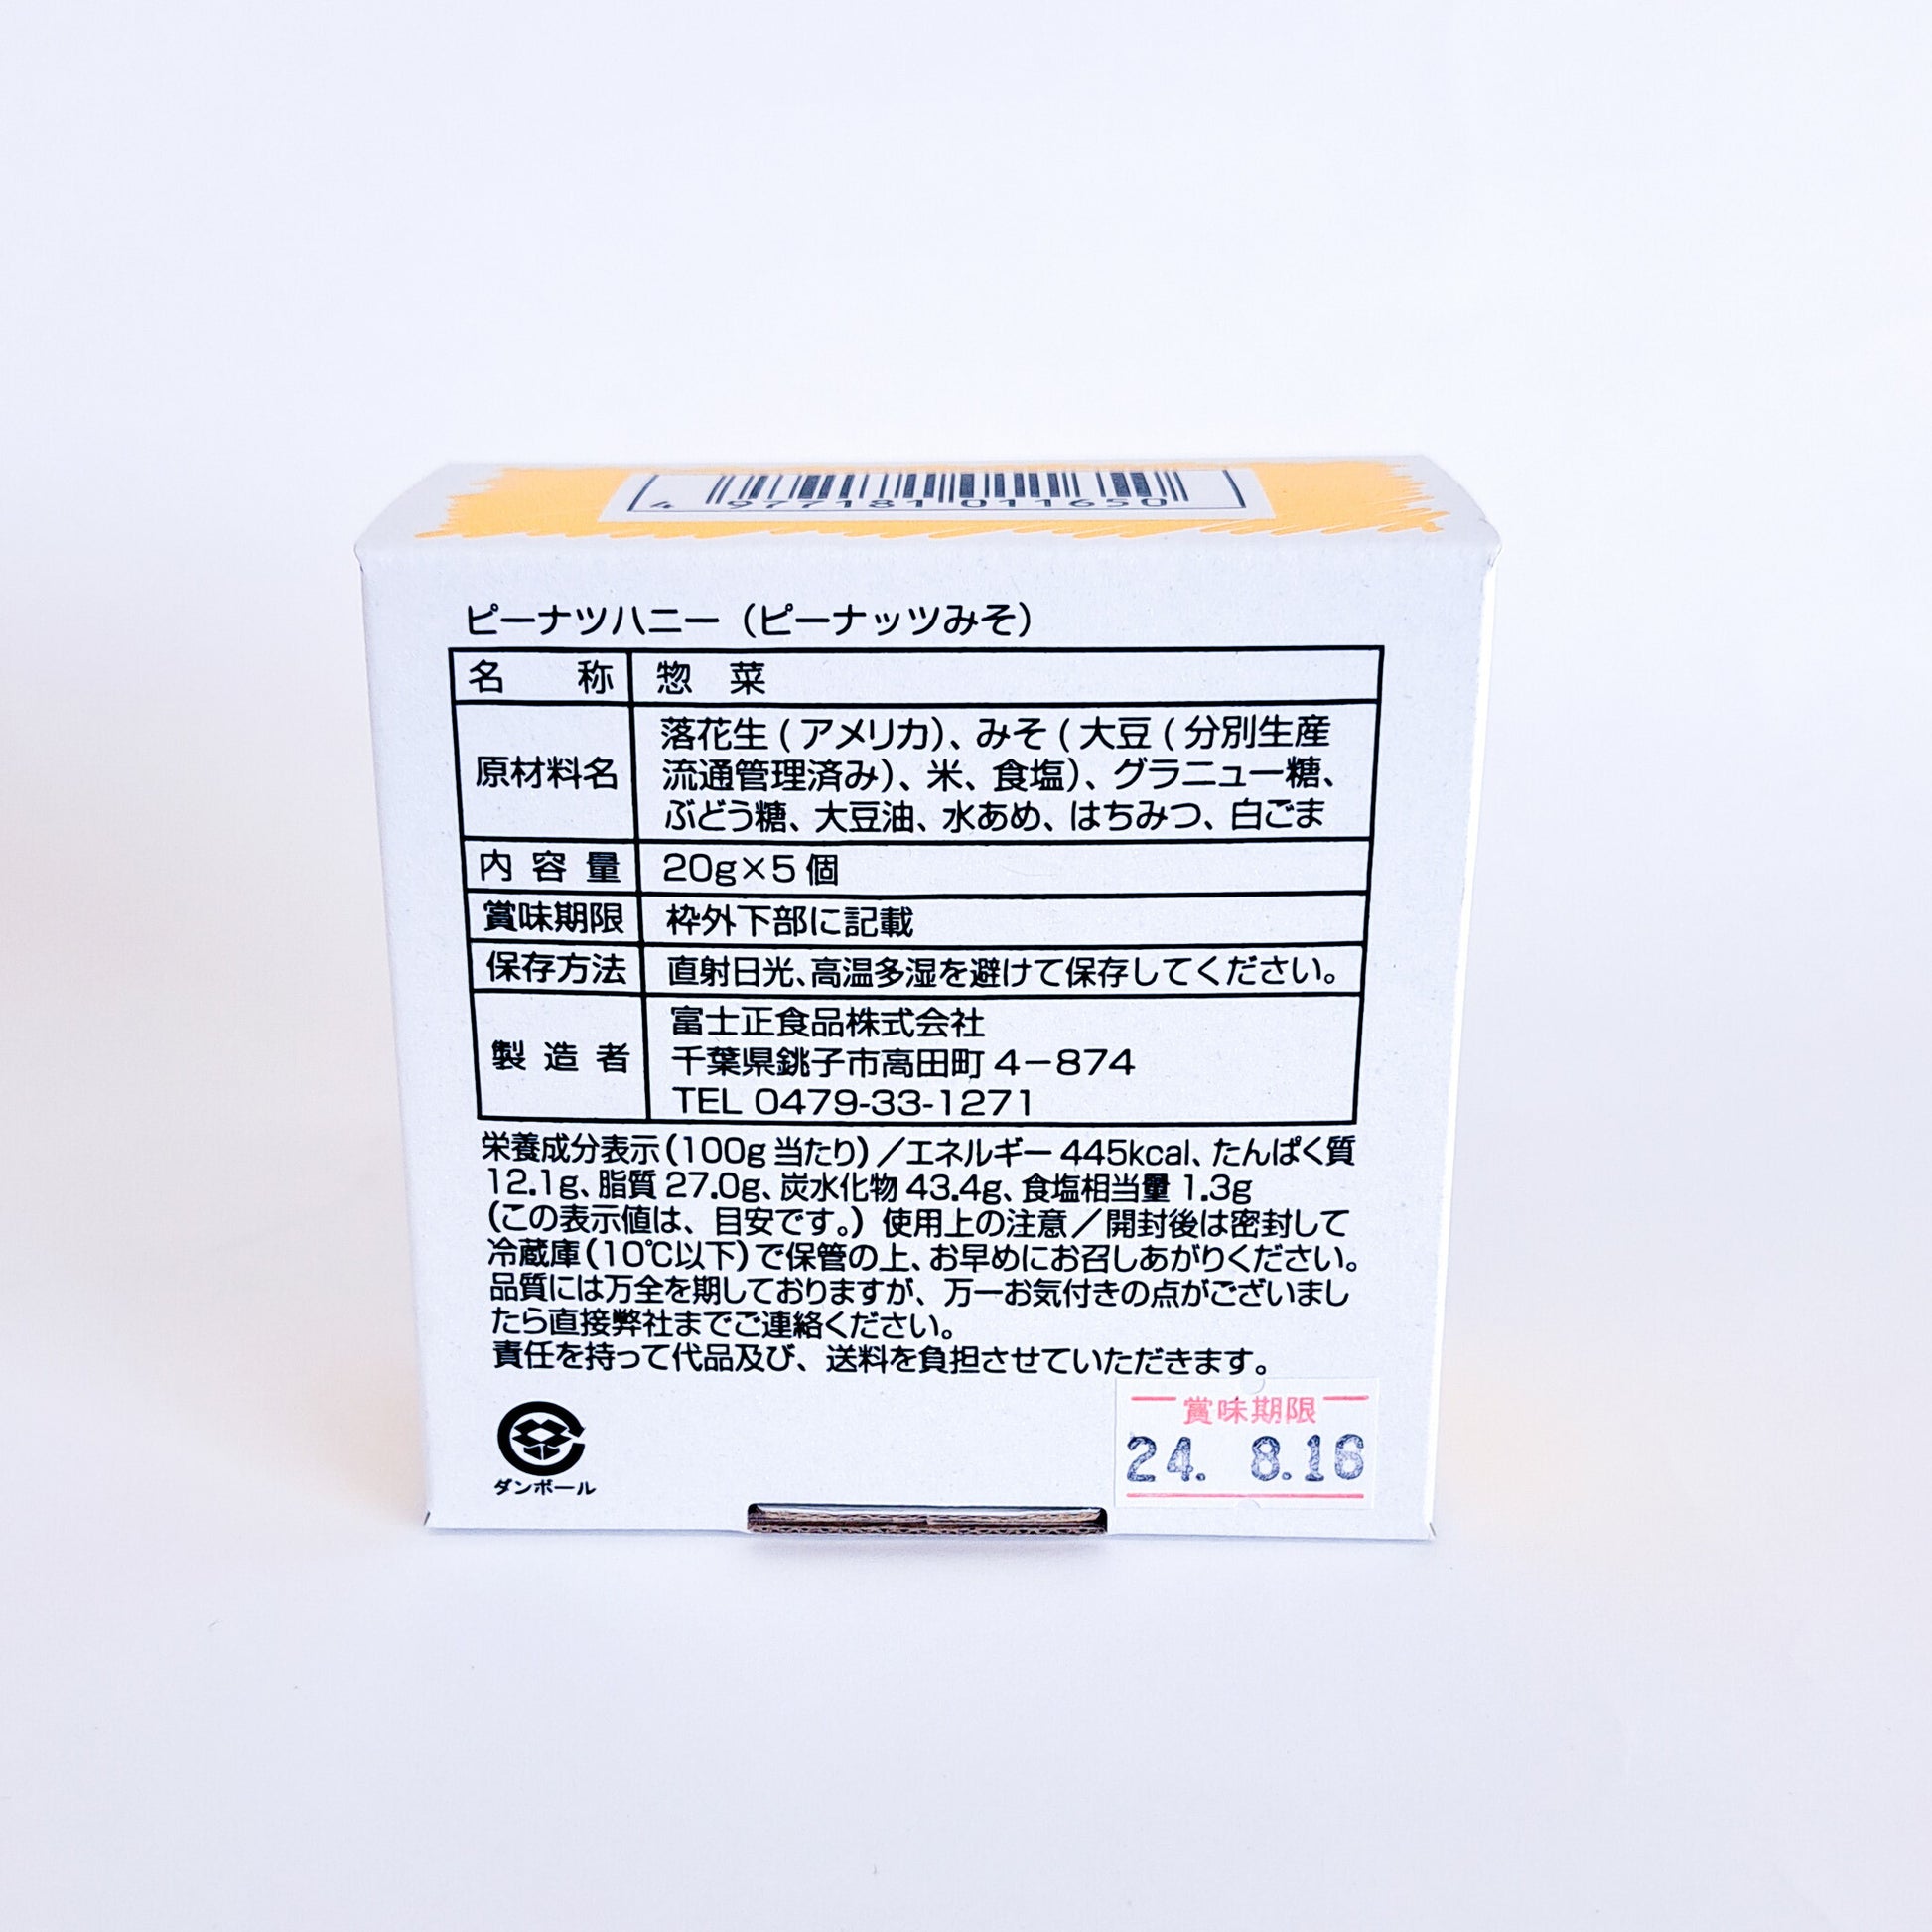 4 977181 011650
ピーナツハニー（ピーナッツみそ）
名 称 惣 菜
原材料名 落花生（アメリカ）、みそ（大豆（分別生産
流通管理済み）、米、食塩）、グラニュー糖、
ぶどう糖、大豆油、水あめ、はちみつ、白ごま
内 容 量 20g×5個
賞味期限 枠外下部に記載
保存方法 直射日光、高温多湿を避けて保存してください。
製 造 者 富士正食品株式会社
千葉県銚子市高田町4－874
TEL 0479-33-1271
栄養成分表示（100g当たり）／エネルギー445kcal、たんぱく質
12.1g、脂質27.0g、炭水化物43.4g、食塩相当量1.3g
（この表示値は、目安です。）使用上の注意／開封後は密封して
冷蔵庫（10℃以下）で保管の上、お早めにお召しあがりください。
品質には万全を期しておりますが、万一お気付きの点がございまし
たら直接弊社までご連絡ください。
責任を持って代品及び、送料を負担させていただきます。
賞味期限
24. 8.16
ダンボール